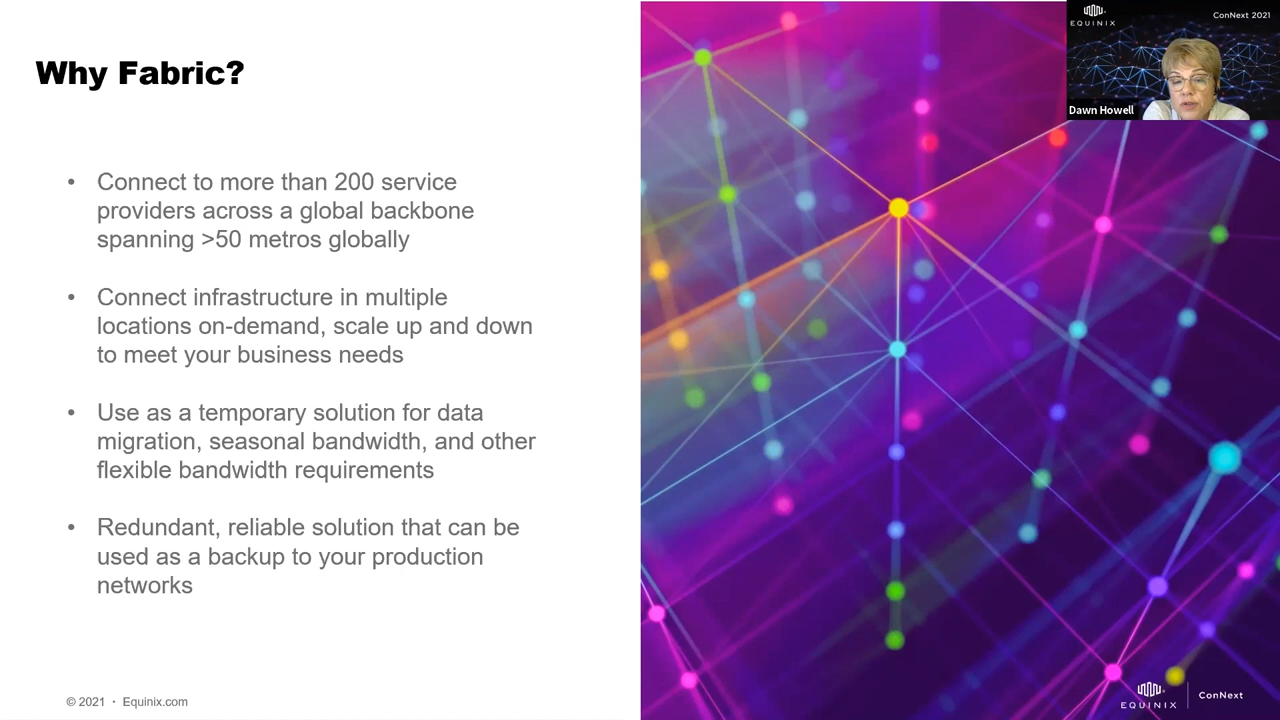 Why Fabric?
• Connect to more than 200 service
providers across a global backbone
spanning >50 metros globally
• Connect infrastructure in multiple
locations on-demand, scale up and down
to meet your business needs
• Use as a temporary solution for data
migration, seasonal bandwidth, and other
flexible bandwidth requirements
• Redundant, reliable solution that can be
used as a backup to your production
networks
© 2021 • Equinix.com
EQUINIX
ConNext 2021
Dawn Howell
EQUINIX
ConNext